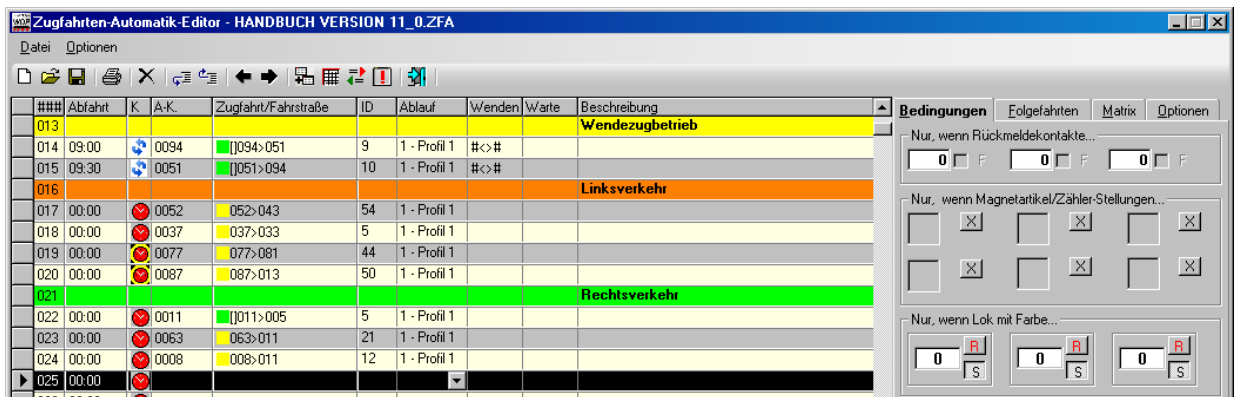 WDP Zugfahrten-Automatik-Editor - HANDBUCH VERSION 11_0.ZFA
Datei Optionen
### Abfahrt K A-K. Zugfahrt/Fahrstraße ID Ablauf Wenden Warte Beschreibung
013 Wendezugbetrieb
014 09:00 0094 []094>051 9 1 - Profil 1 #<>#
015 09:30 0051 []051>094 10 1 - Profil 1 #<>#
016 Linksverkehr
017 00:00 0052 052>043 54 1 - Profil 1
018 00:00 0037 037>033 5 1 - Profil 1
019 00:00 0077 077>081 44 1 - Profil 1
020 00:00 0087 087>013 50 1 - Profil 1
021 Rechtsverkehr
022 00:00 0011 []011>005 5 1 - Profil 1
023 00:00 0063 063>011 21 1 - Profil 1
024 00:00 0008 008>011 12 1 - Profil 1
025 00:00
Bedingungen Folgefahrten Matrix Optionen
Nur, wenn Rückmeldekontakte...
0 F 0 F 0 F
Nur, wenn Magnetartikel/Zähler-Stellungen...
X X X
X X X
Nur, wenn Lok mit Farbe...
0 R 0 R 0 R
S S S